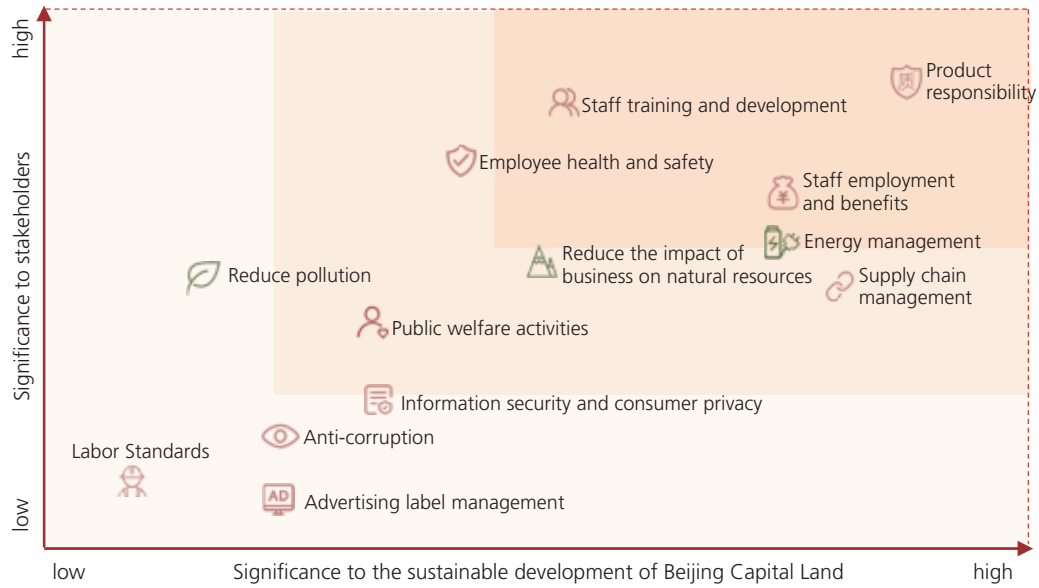 high
Significance to stakeholders
low
Product
responsibility
质
Staff training and development
Employee health and safety
¥
Staff employment
and benefits
Energy management
Reduce the impact of
business on natural resources
Supply chain
management
Reduce pollution
Public welfare activities
Information security and consumer privacy
Anti-corruption
Labor Standards
AD
Advertising label management
low
Significance to the sustainable development of Beijing Capital Land
high